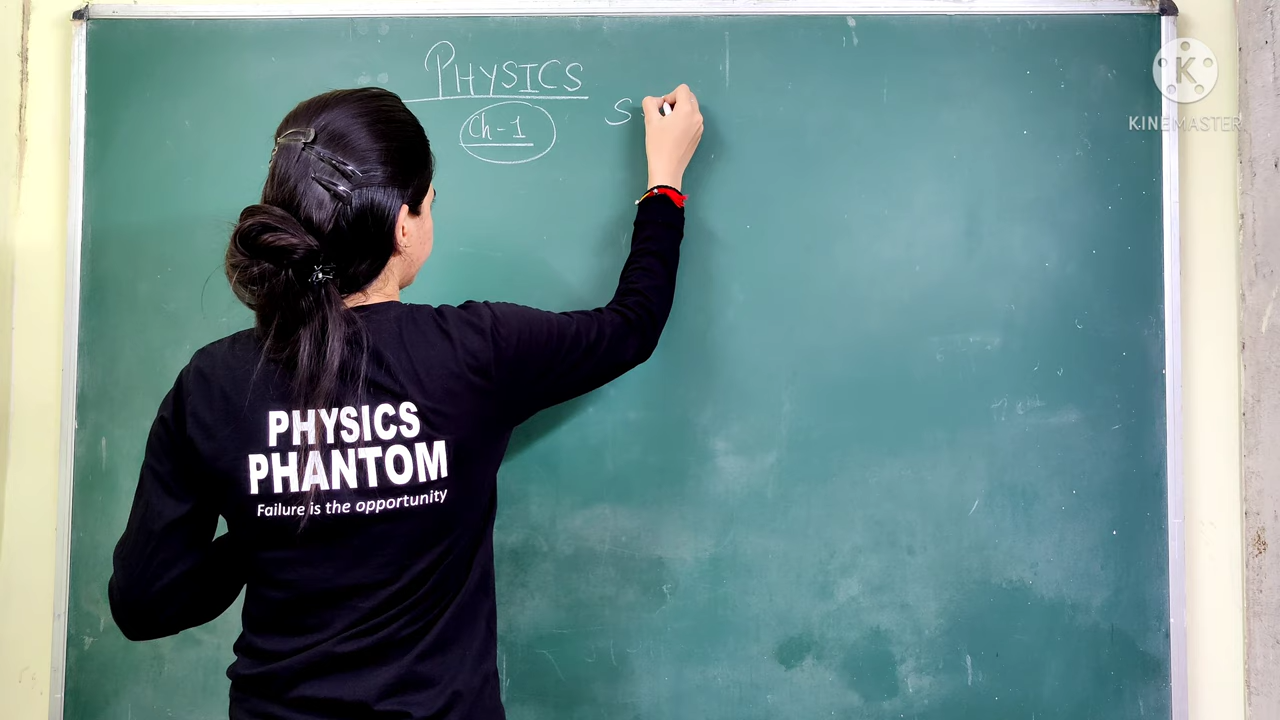 PHYSICS
Ch-1
S
KINEMASTER
PHYSICS
PHANTOM
Failure is the opportunity